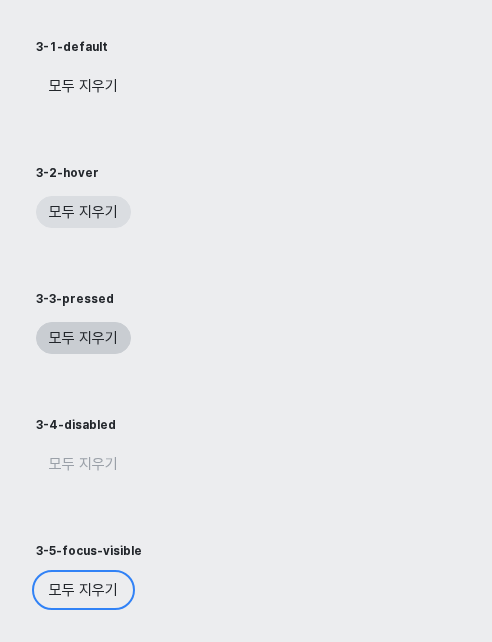 3-1-default
모두 지우기
3-2-hover
모두 지우기
3-3-pressed
모두 지우기
3-4-disabled
모두 지우기
3-5-focus-visible
모두 지우기